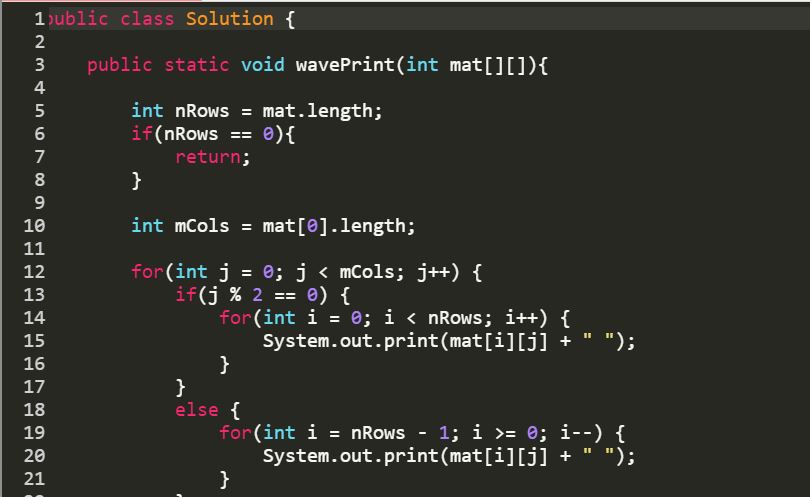 1 public class Solution {
2
3 public static void wavePrint(int mat[][]){
4
5 int nRows = mat.length;
6 if(nRows == 0){
7 return;
8 }
9
10 int mCols = mat[0].length;
11
12 for(int j = 0; j < mCols; j++) {
13 if(j % 2 == 0) {
14 for(int i = 0; i < nRows; i++) {
15 System.out.print(mat[i][j] + " ");
16 }
17 }
18 else {
19 for(int i = nRows - 1; i >= 0; i--) {
20 System.out.print(mat[i][j] + " ");
21 }